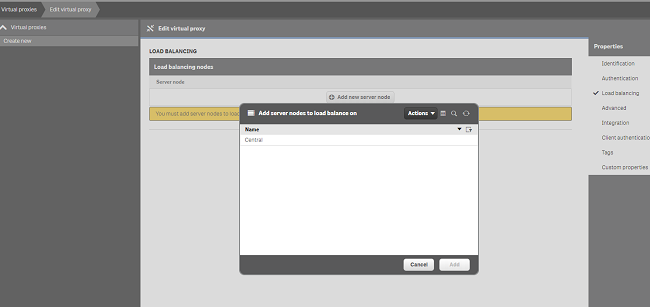 Virtual proxies
Edit virtual proxy
Virtual proxies
Create new
Edit virtual proxy
LOAD BALANCING
Load balancing nodes
Server node
Add new server node
You must add server nodes to load
Add server nodes to load balance on
Actions
Name
Central
Cancel
Add
Properties
Identification
Authentication
Load balancing
Advanced
Integration
Client authentication
Tags
Custom properties